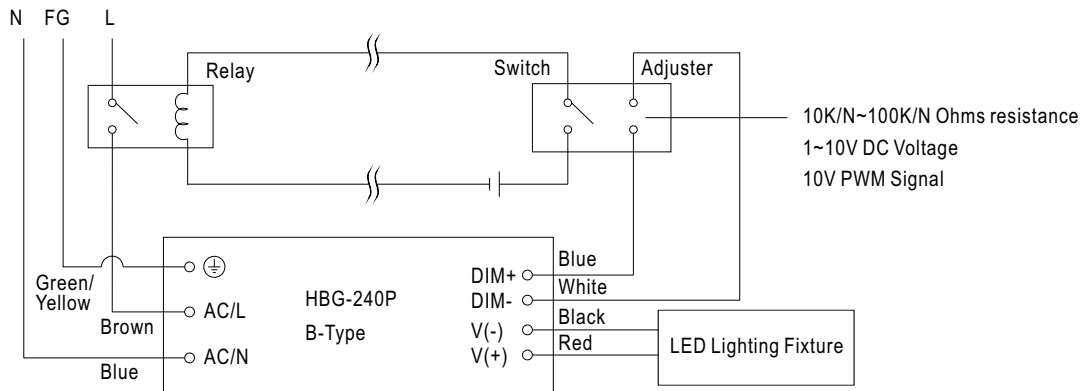 N FG L
Relay
Switch
Adjuster
10K/N~100K/N Ohms resistance
1~10V DC Voltage
10V PWM Signal
Green/
Yellow
Brown
Blue
AC/L
AC/N
HBG-240P
B-Type
DIM+
DIM-
V(-)
V(+)
Blue
White
Black
Red
LED Lighting Fixture